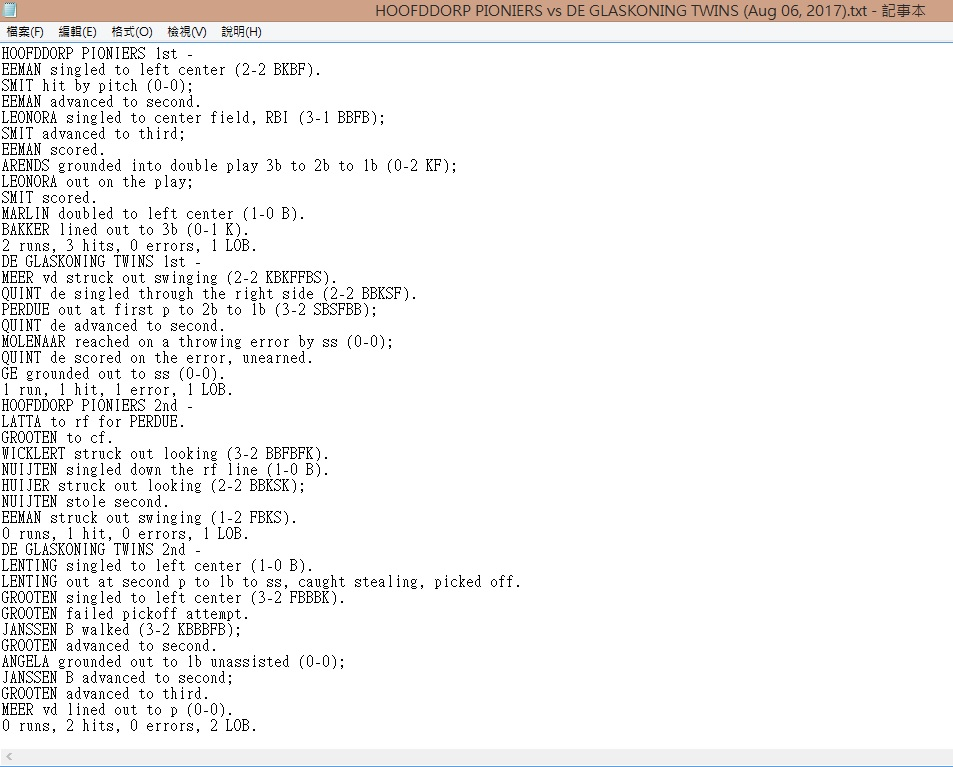 HOOFDDORP PIONIERS vs DE GLASKONING TWINS (Aug 06, 2017).txt - 記事本
檔案(F) 編輯(E) 格式(O) 檢視(V) 說明(H)
HOOFDDORP PIONIERS 1st -
EEMAN singled to left center (2-2 BKBF).
SMIT hit by pitch (0-0);
EEMAN advanced to second.
LEONORA singled to center field, RBI (3-1 BBFB);
SMIT advanced to third;
EEMAN scored.
ARENDS grounded into double play 3b to 2b to 1b (0-2 KF);
LEONORA out on the play;
SMIT scored.
MARLIN doubled to left center (1-0 B).
BAKKER lined out to 3b (0-1 K).
2 runs, 3 hits, 0 errors, 1 LOB.
DE GLASKONING TWINS 1st -
MEER vd struck out swinging (2-2 KBKFFBS).
QUINT de singled through the right side (2-2 BBKSF).
PERDUE out at first p to 2b to 1b (3-2 SBSFBB);
QUINT de advanced to second.
MOLENAAR reached on a throwing error by ss (0-0);
QUINT de scored on the error, unearned.
GE grounded out to ss (0-0).
1 run, 1 hit, 1 error, 1 LOB.
HOOFDDORP PIONIERS 2nd -
LATTA to rf for PERDUE.
GROOTEN to cf.
WICKLERT struck out looking (3-2 BBFBFK).
NUIJTEN singled down the rf line (1-0 B).
HUIJER struck out looking (2-2 BBKSK);
NUIJTEN stole second.
EEMAN struck out swinging (1-2 FBKS).
0 runs, 1 hit, 0 errors, 1 LOB.
DE GLASKONING TWINS 2nd -
LENTING singled to left center (1-0 B).
LENTING out at second p to 1b to ss, caught stealing, picked off.
GROOTEN singled to left center (3-2 FBBBK).
GROOTEN failed pickoff attempt.
JANSSEN B walked (3-2 KBBBFB);
GROOTEN advanced to second.
ANGELA grounded out to 1b unassisted (0-0);
JANSSEN B advanced to second;
GROOTEN advanced to third.
MEER vd lined out to p (0-0).
0 runs, 2 hits, 0 errors, 2 LOB.